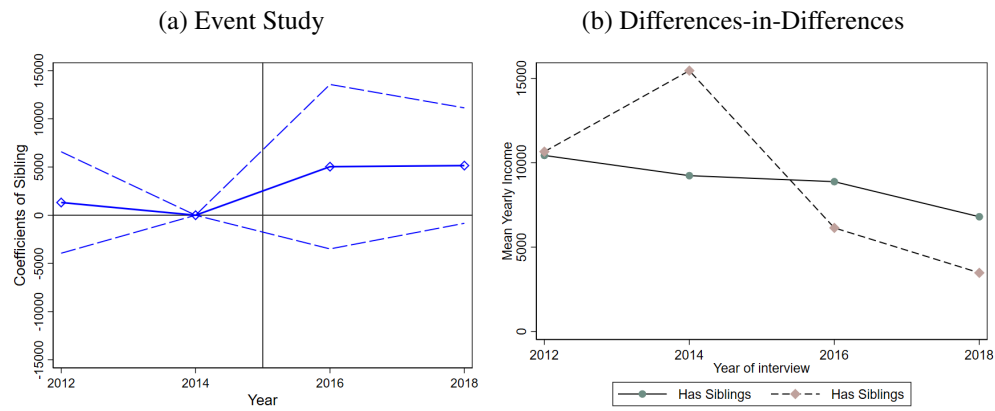 (a) Event Study
Coefficients of Sibling
15000
10000
5000
0
-5000
-10000
-15000
2012 2014 2016 2018
Year
(b) Differences-in-Differences
Mean Yearly Income
15000
10000
5000
0
2012 2014 2016 2018
Year of interview
Has Siblings Has Siblings